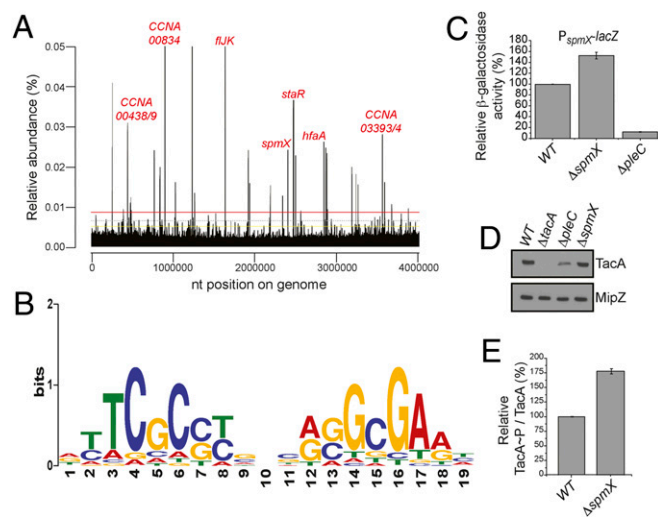 A
Relative abundance (%)
0.05
0.04
0.03
0.02
0.01
0.00
CCNA
00438/9
CCNA
00834
fljK
spmX
staR
hfaA
CCNA
03393/4
0
1000000
2000000
3000000
4000000
nt position on genome
B
bits
2
1
0
1 2 3 4 5 6 7 8 9 10 11 12 13 14 15 16 17 18 19
TTCGCCT
AGGCGAA
C
PspmX-lacZ
Relative β-galactosidase
activity (%)
180
160
140
120
100
80
60
40
20
0
WT
ΔspmX
ΔpleC
D
WT
ΔtacA
ΔpleC
ΔspmX
TacA
MipZ
E
Relative
TacA~P / TacA (%)
200
175
150
125
100
75
50
25
0
WT
ΔspmX